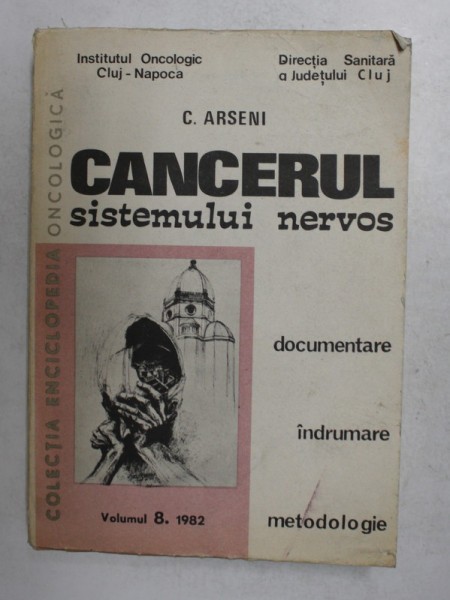 Institutul Oncologic
Cluj - Napoca
Direcția Sanitară
a Județului Cluj
C. ARSENI
CANCERUL
sistemului nervos
COLECȚIA ENCICLOPEDIA ONCOLOGICĂ
documentare
îndrumare
metodologie
Volumul 8. 1982